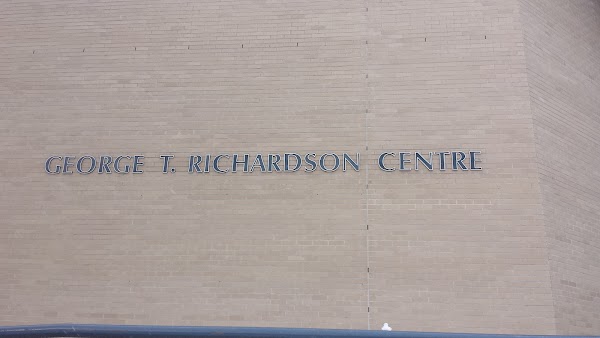 GEORGE T. RICHARDSON CENTRE